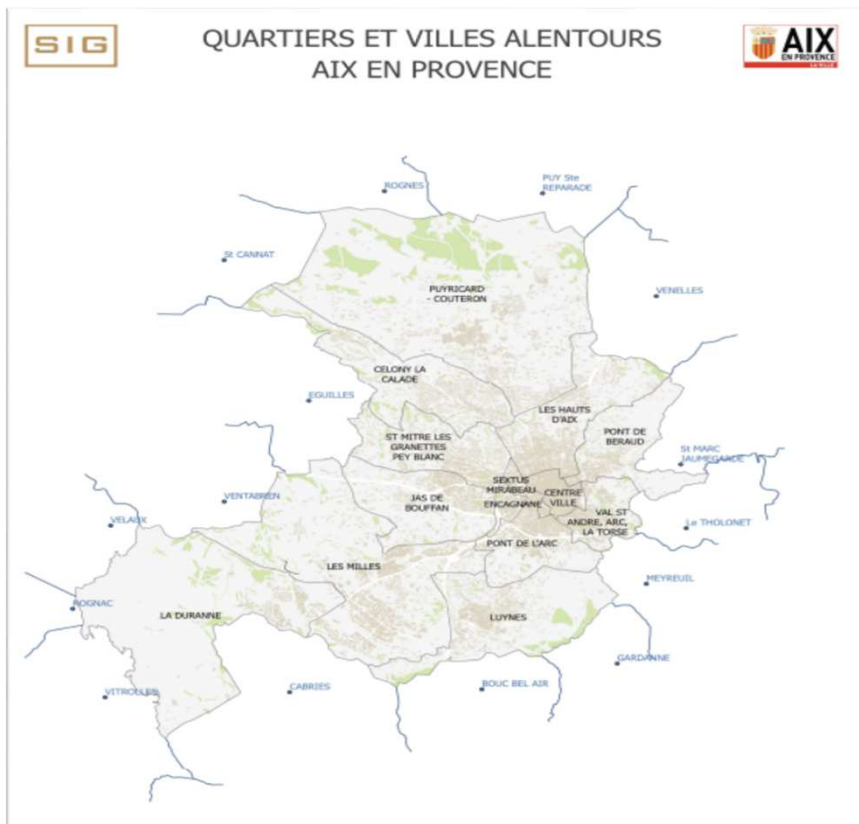 SIG
QUARTIERS ET VILLES ALENTOURS
AIX EN PROVENCE
AIX
EN PROVENCE
LA VILLE
ROGNES
PUY Ste
REPARADE
St CANNAT
PUYRICARD
- COUTERON
VENELLES
CELONY LA
CALADE
EGUILLES
LES HAUTS
D'AIX
PONT DE
BERAUD
ST MITRE LES
GRANETTES
PEY BLANC
St MARC
JAUMEGARDE
SEXTUS
MIRABEAU
CENTRE
VILLE
ENCAGNANE
JAS DE
BOUFFAN
VENTABREN
VELAUX
VAL ST
ANDRE, ARC,
LA TORSE
Le THOLONET
PONT DE L'ARC
LES MILLES
MEYREUIL
ROGNAC
LA DURANNE
LUYNES
GARDANNE
VITROLLES
CABRIES
BOUC BEL AIR